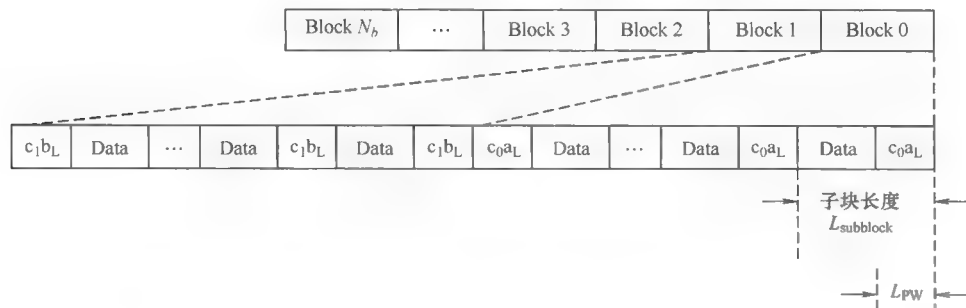 Block N_b ... Block 3 Block 2 Block 1 Block 0
c₁b_L Data ... Data c₁b_L Data c₁b_L c₀a_L Data ... Data c₀a_L Data c₀a_L
子块长度
L_subblock
L_PW